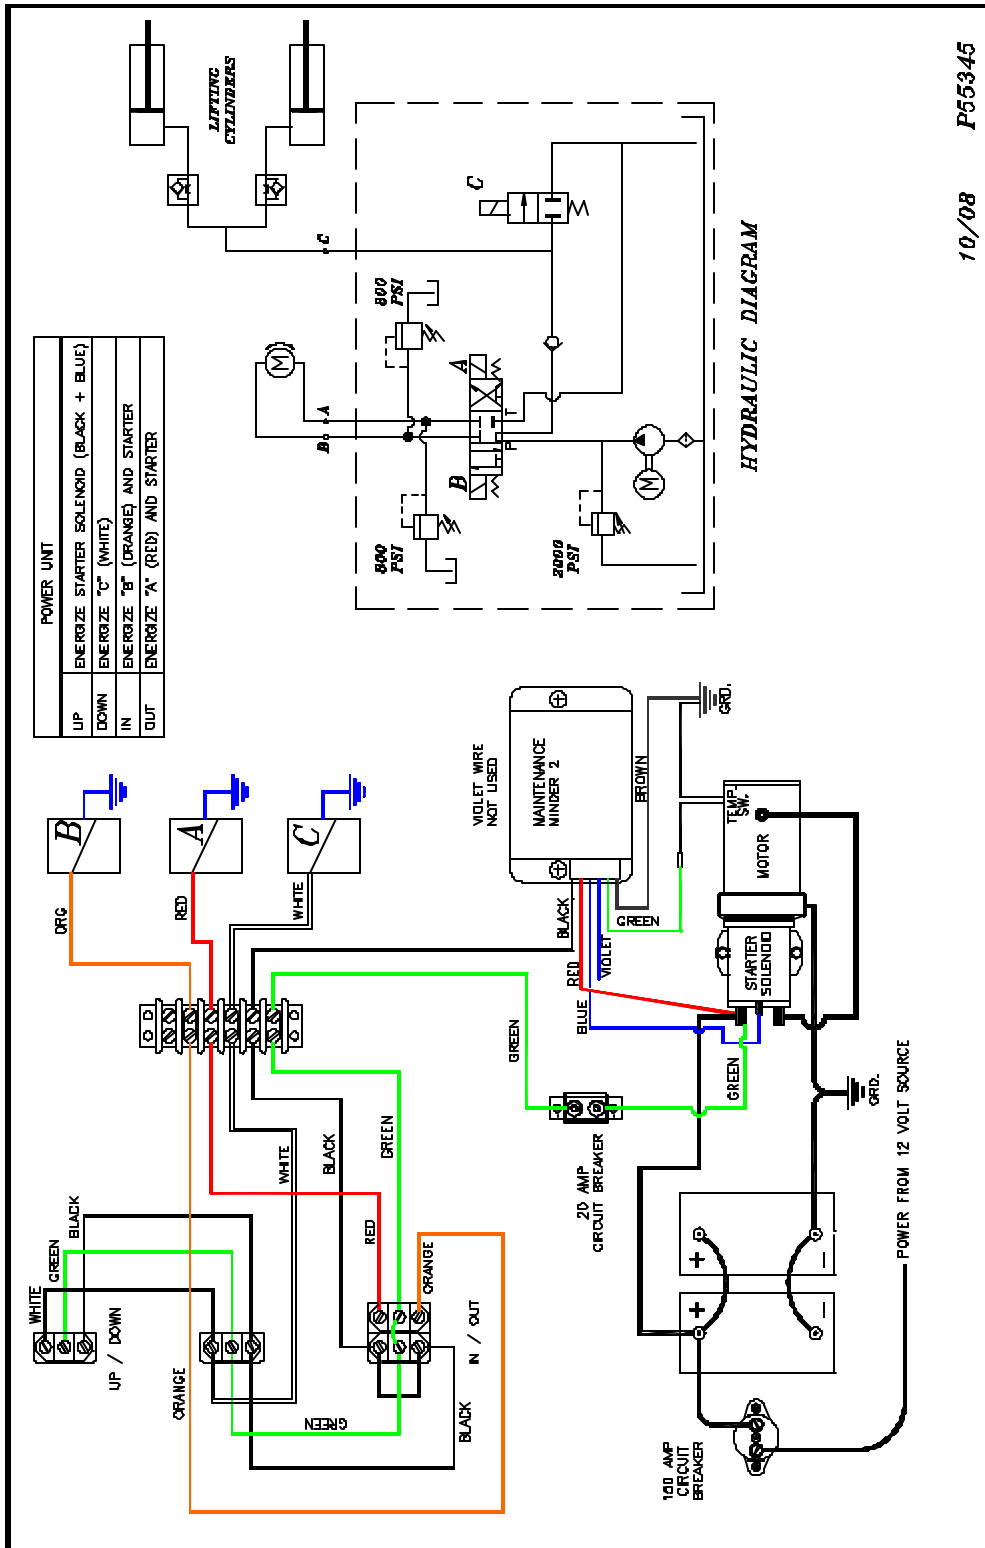 POWER UNIT
UP ENERGIZE STARTER SOLENOID (BLACK + BLUE)
DOWN ENERGIZE "C" (WHITE)
IN ENERGIZE "B" (ORANGE) AND STARTER
OUT ENERGIZE "A" (RED) AND STARTER
LIFTING
CYLINDERS
C
C
800
PSI
M
A
B
A
B
T
P
800
PSI
2000
PSI
M
HYDRAULIC DIAGRAM
10/08 P55345
B
A
C
ORG
RED
WHITE
VIOLET WIRE
NOT USED
MAINTENANCE
MINDER 2
BROWN
GRD.
BLACK
RED
VIOLET
GREEN
BLUE
TEMP.
SW.
MOTOR
STARTER
SOLENOID
GREEN
GREEN
GRD.
POWER FROM 12 VOLT SOURCE
20 AMP
CIRCUIT BREAKER
WHITE
GREEN
BLACK
UP / DOWN
ORANGE
WHITE
BLACK
GREEN
RED
ORANGE
IN / OUT
GREEN
BLACK
+
-
+
-
CIRCUIT
BREAKER